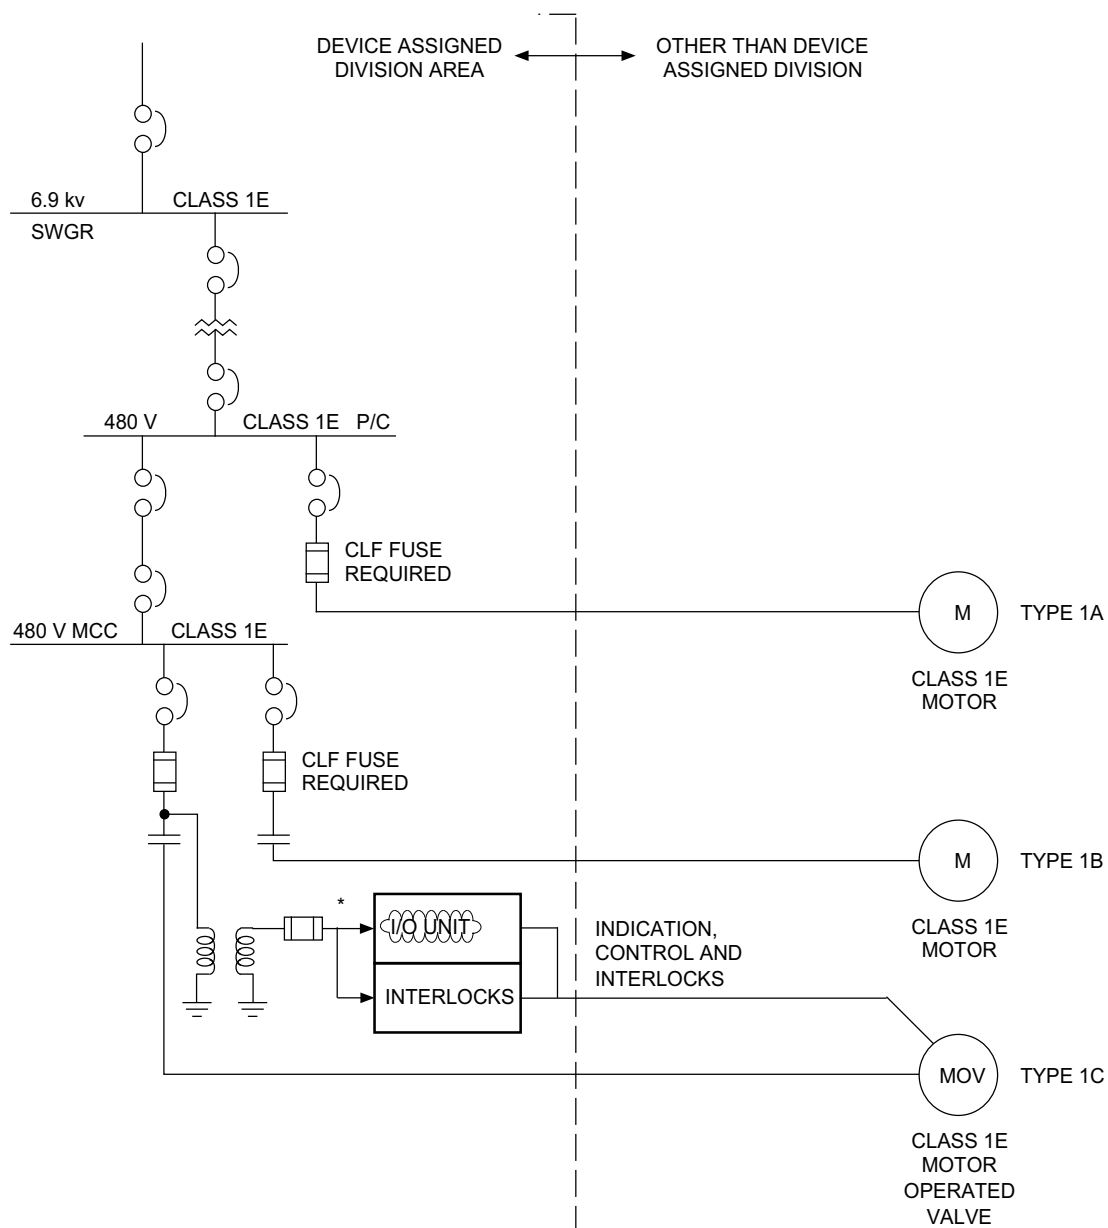 DEVICE ASSIGNED
DIVISION AREA
OTHER THAN DEVICE
ASSIGNED DIVISION
6.9 kv
CLASS 1E
SWGR
480 V
CLASS 1E
P/C
CLF FUSE
REQUIRED
M
TYPE 1A
CLASS 1E
MOTOR
480 V MCC
CLASS 1E
CLF FUSE
REQUIRED
M
TYPE 1B
CLASS 1E
MOTOR
*
I/O UNIT
INTERLOCKS
INDICATION,
CONTROL AND
INTERLOCKS
MOV
TYPE 1C
CLASS 1E
MOTOR
OPERATED
VALVE